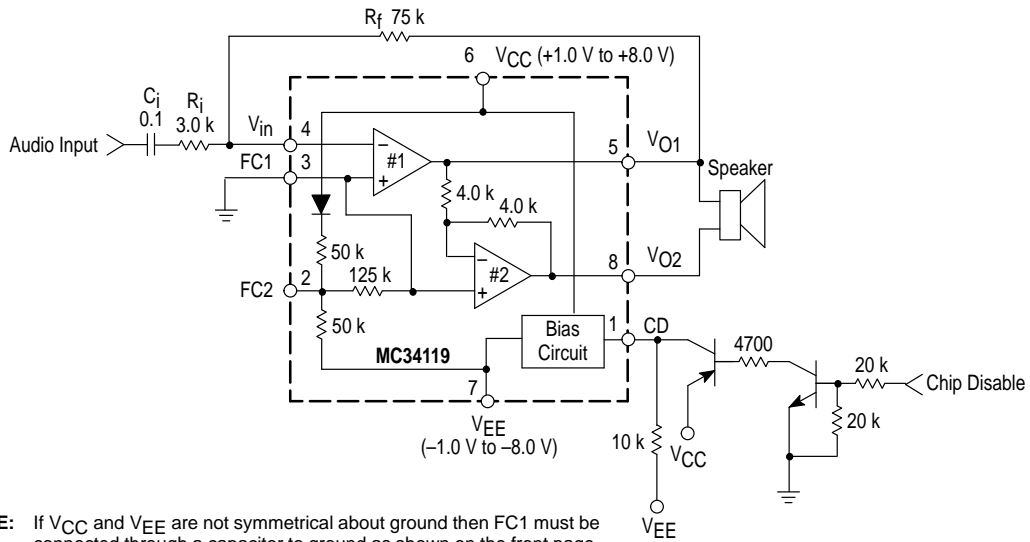 Rf 75 k
6 VCC (+1.0 V to +8.0 V)
Ci
0.1
Ri
3.0 k
Vin
4
Audio Input
FC1
3
#1
5
VO1
Speaker
4.0 k
4.0 k
50 k
2
125 k
FC2
#2
8
VO2
50 k
MC34119
Bias
Circuit
1
CD
4700
20 k
Chip Disable
20 k
7
VEE
(–1.0 V to –8.0 V)
10 k
VCC
VEE
E: If VCC and VEE are not symmetrical about ground then FC1 must be
connected through a capacitor to ground as shown on the front page